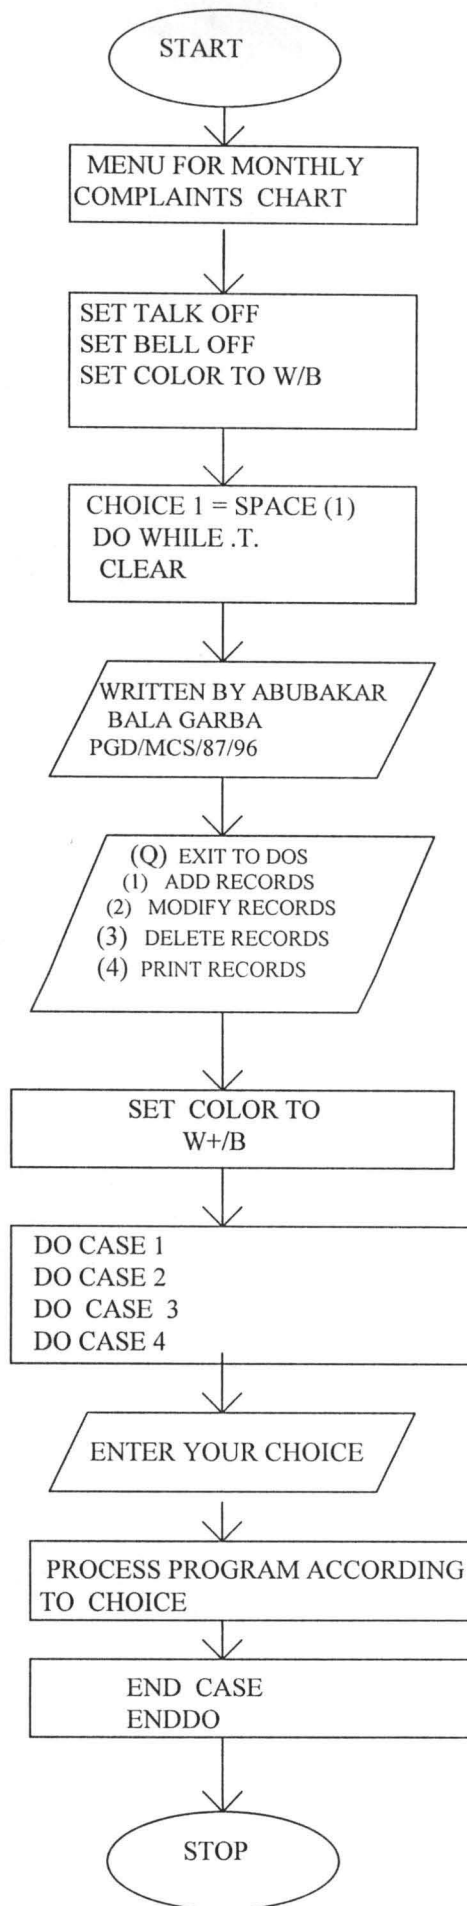 START
MENU FOR MONTHLY
COMPLAINTS CHART
SET TALK OFF
SET BELL OFF
SET COLOR TO W/B
CHOICE 1 = SPACE (1)
DO WHILE .T.
CLEAR
WRITTEN BY ABUBAKAR
BALA GARBA
PGD/MCS/87/96
(Q) EXIT TO DOS
(1) ADD RECORDS
(2) MODIFY RECORDS
(3) DELETE RECORDS
(4) PRINT RECORDS
SET COLOR TO
W+/B
DO CASE 1
DO CASE 2
DO CASE 3
DO CASE 4
ENTER YOUR CHOICE
PROCESS PROGRAM ACCORDING
TO CHOICE
END CASE
ENDDO
STOP